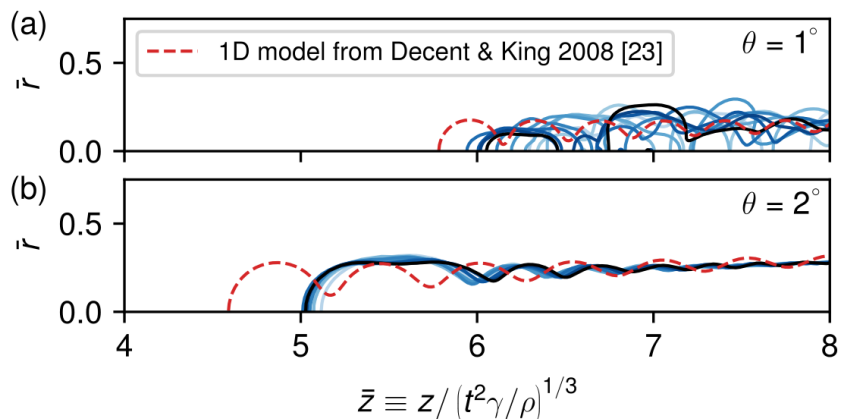 (a)
r̄
0.5
0.0
1D model from Decent & King 2008 [23]
θ = 1°
(b)
r̄
0.5
0.0
θ = 2°
4 5 6 7 8
z̄ ≡ z/(t²γ/ρ)^{1/3}